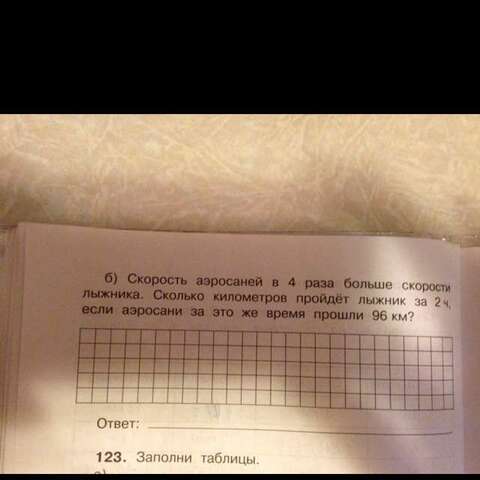 б) Скорость аэросаней в 4 раза больше скорости
лыжника. Сколько километров пройдёт лыжник за 2 ч,
если аэросани за это же время прошли 96 км?
Ответ:
123. Заполни таблицы.